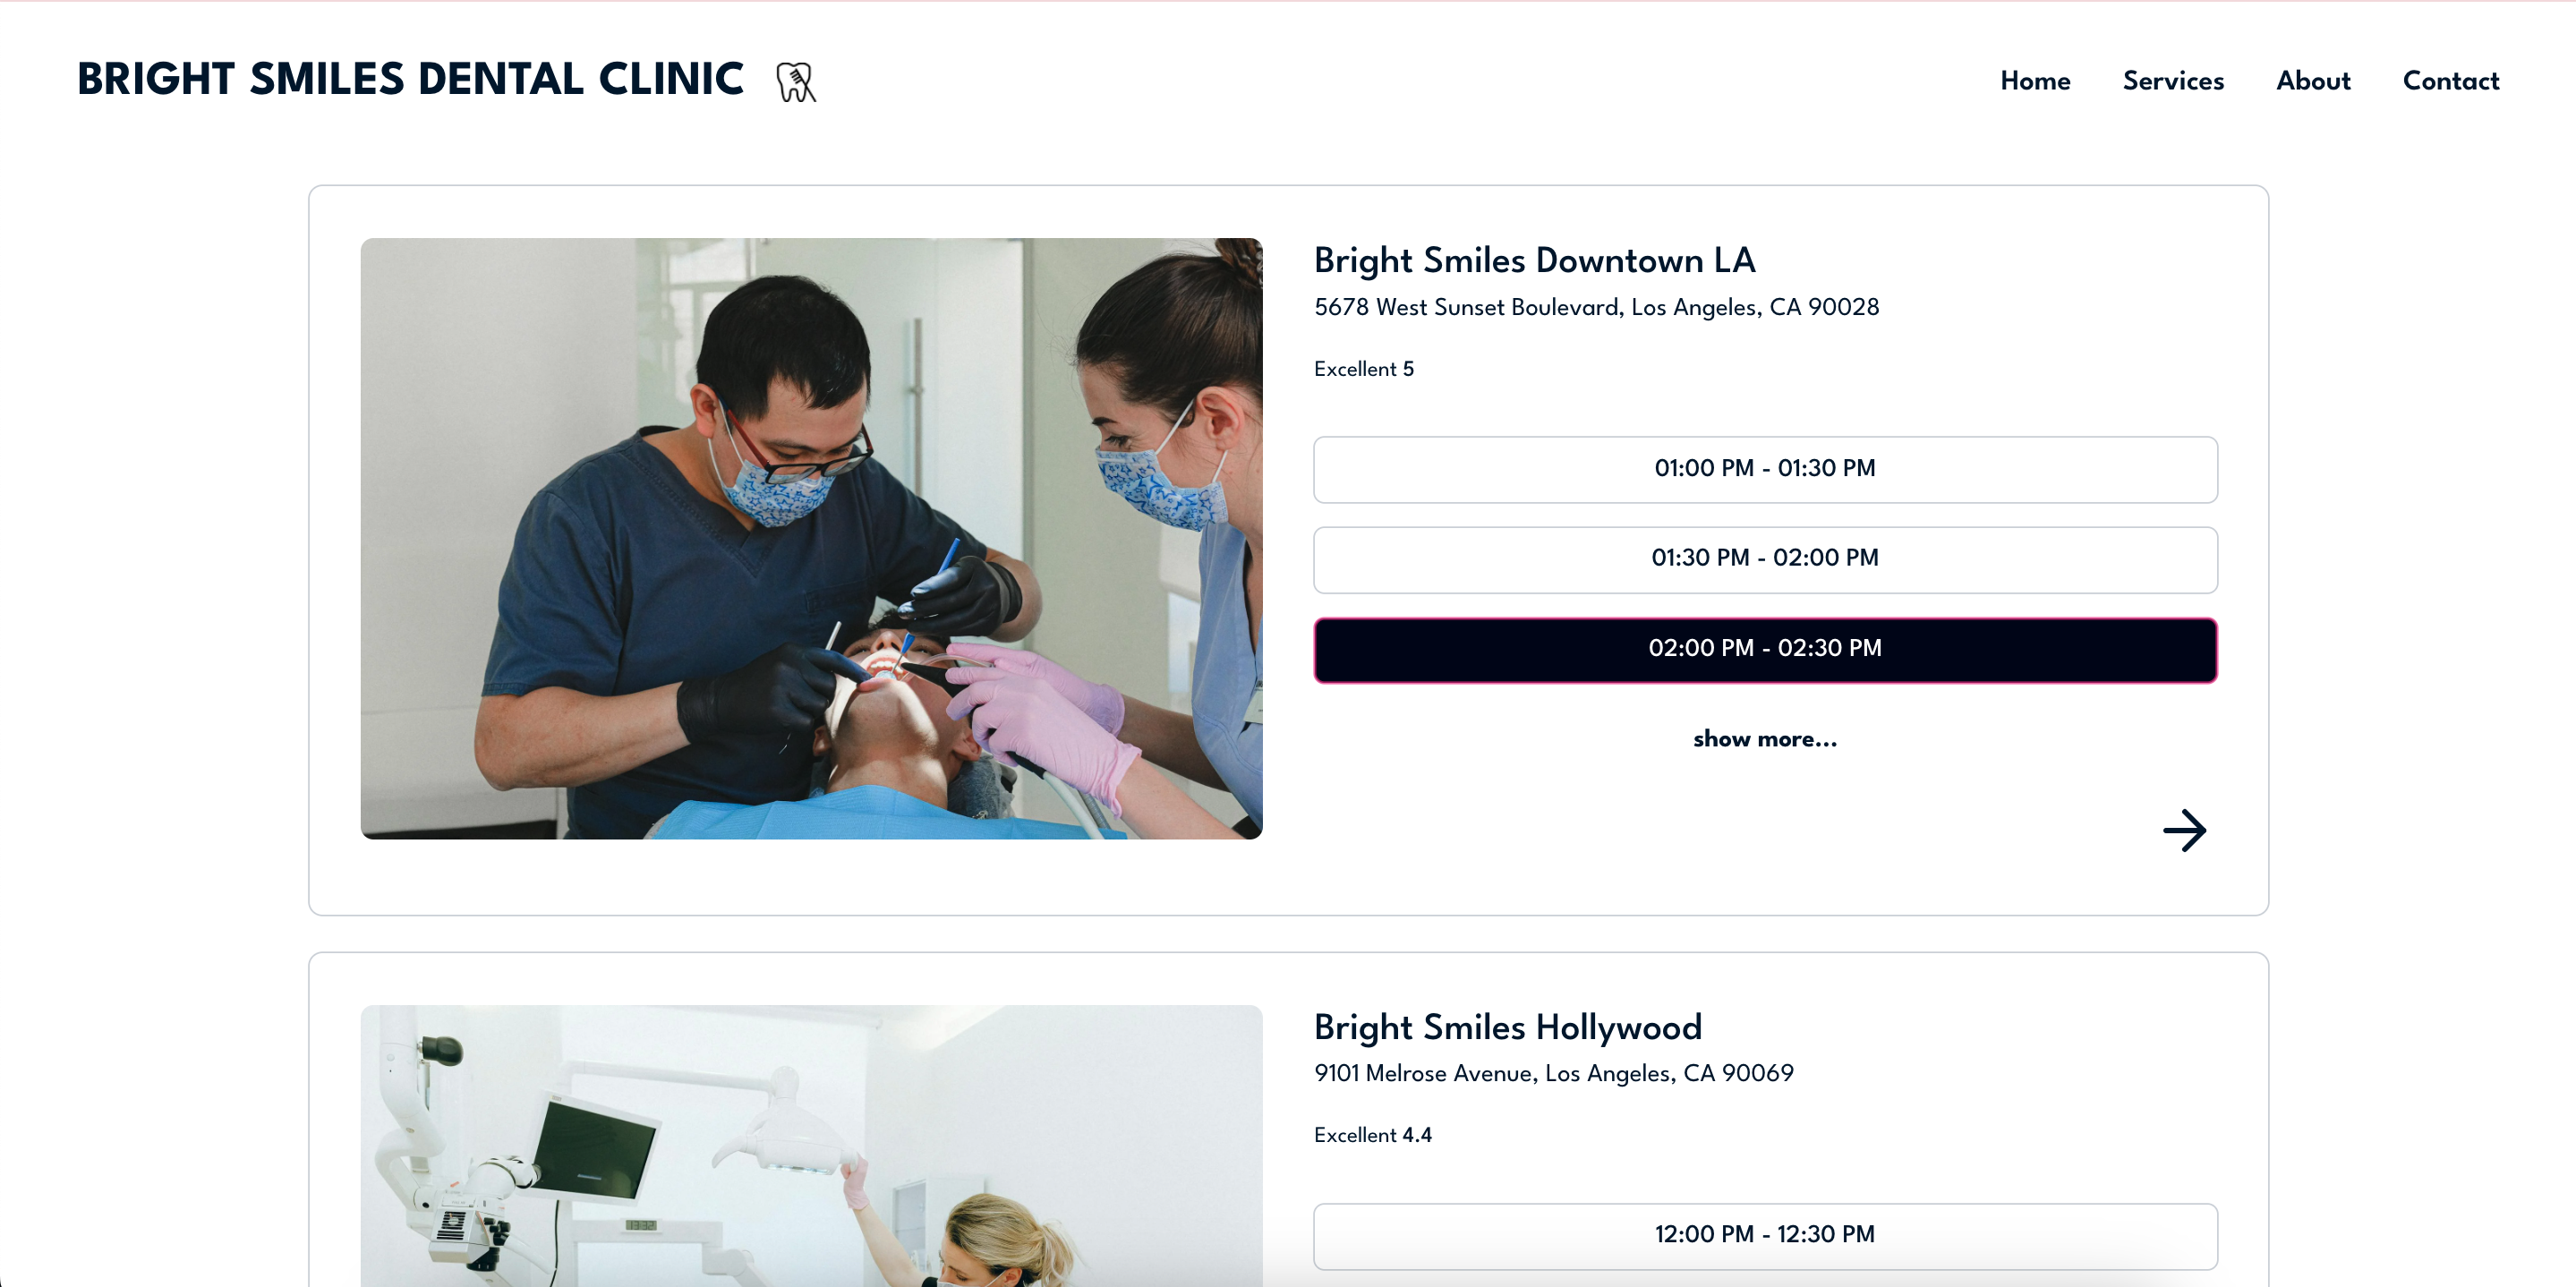 BRIGHT SMILES DENTAL CLINIC
Home Services About Contact
Bright Smiles Downtown LA
5678 West Sunset Boulevard, Los Angeles, CA 90028
Excellent 5
01:00 PM - 01:30 PM
01:30 PM - 02:00 PM
02:00 PM - 02:30 PM
show more...
Bright Smiles Hollywood
9101 Melrose Avenue, Los Angeles, CA 90069
Excellent 4.4
12:00 PM - 12:30 PM